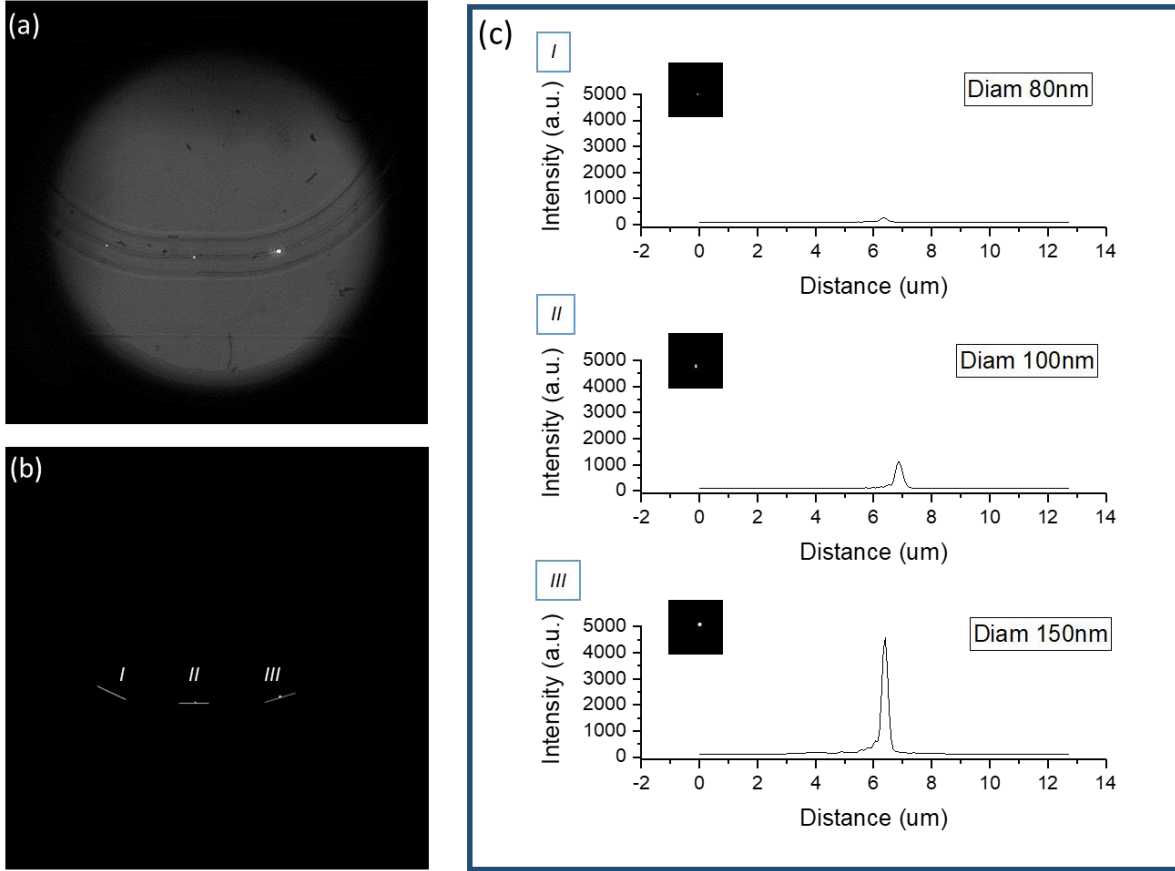 (a)
(b)
I II III
(c)
I
Diam 80nm
Intensity (a.u.)
5000
4000
3000
2000
1000
0
-2 0 2 4 6 8 10 12 14
Distance (um)
II
Diam 100nm
Intensity (a.u.)
5000
4000
3000
2000
1000
0
-2 0 2 4 6 8 10 12 14
Distance (um)
III
Diam 150nm
Intensity (a.u.)
5000
4000
3000
2000
1000
0
-2 0 2 4 6 8 10 12 14
Distance (um)